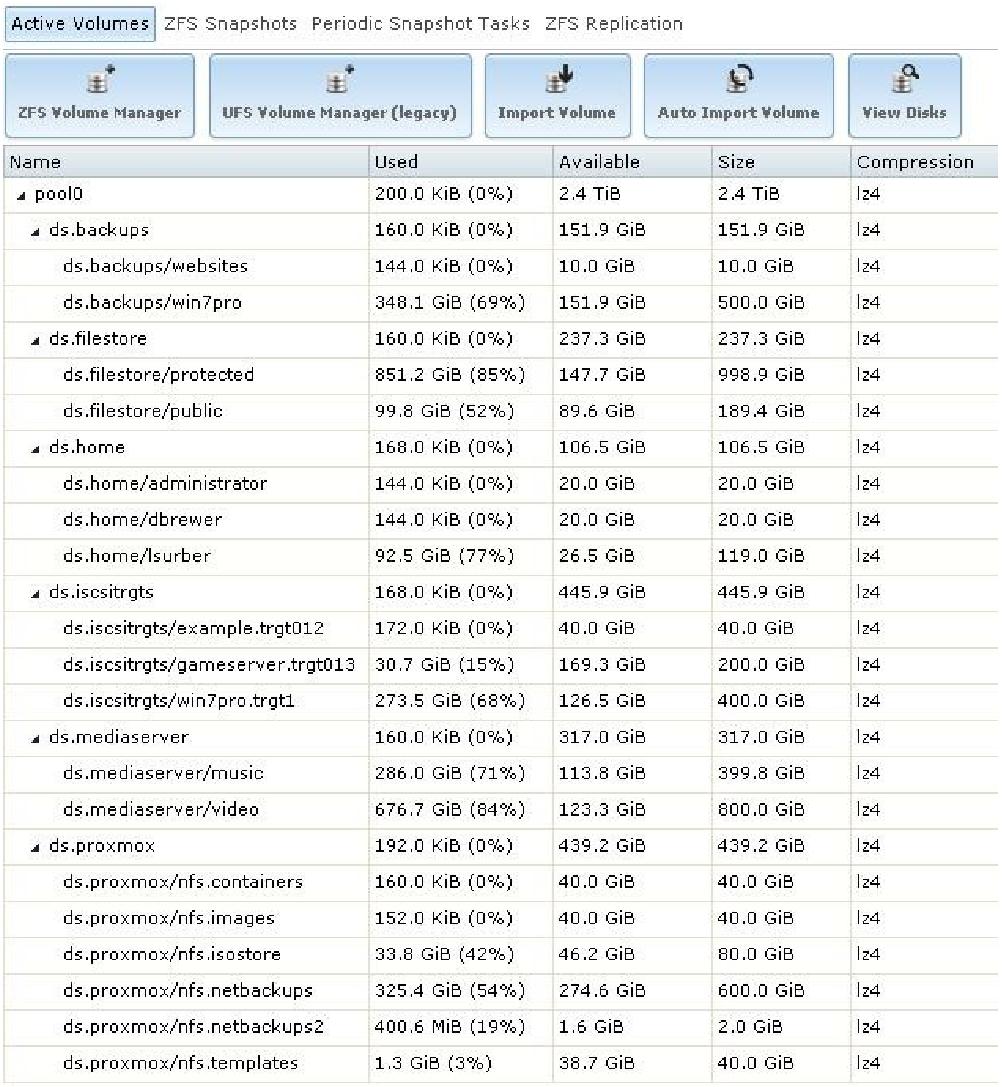 Active Volumes ZFS Snapshots Periodic Snapshot Tasks ZFS Replication
ZFS Volume Manager UFS Volume Manager (legacy) Import Volume Auto Import Volume View Disks
Name Used Available Size Compression
pool0 200.0 KiB (0%) 2.4 TiB 2.4 TiB lz4
ds.backups 160.0 KiB (0%) 151.9 GiB 151.9 GiB lz4
ds.backups/websites 144.0 KiB (0%) 10.0 GiB 10.0 GiB lz4
ds.backups/win7pro 348.1 GiB (69%) 151.9 GiB 500.0 GiB lz4
ds.filestore 160.0 KiB (0%) 237.3 GiB 237.3 GiB lz4
ds.filestore/protected 851.2 GiB (85%) 147.7 GiB 998.9 GiB lz4
ds.filestore/public 99.8 GiB (52%) 89.6 GiB 189.4 GiB lz4
ds.home 168.0 KiB (0%) 106.5 GiB 106.5 GiB lz4
ds.home/administrator 144.0 KiB (0%) 20.0 GiB 20.0 GiB lz4
ds.home/dbrewer 144.0 KiB (0%) 20.0 GiB 20.0 GiB lz4
ds.home/lsurber 92.5 GiB (77%) 26.5 GiB 119.0 GiB lz4
ds.iscsitrgts 168.0 KiB (0%) 445.9 GiB 445.9 GiB lz4
ds.iscsitrgts/example.trgt012 172.0 KiB (0%) 40.0 GiB 40.0 GiB lz4
ds.iscsitrgts/gameserver.trgt013 30.7 GiB (15%) 169.3 GiB 200.0 GiB lz4
ds.iscsitrgts/win7pro.trgt1 273.5 GiB (68%) 126.5 GiB 400.0 GiB lz4
ds.mediaserver 160.0 KiB (0%) 317.0 GiB 317.0 GiB lz4
ds.mediaserver/music 286.0 GiB (71%) 113.8 GiB 399.8 GiB lz4
ds.mediaserver/video 676.7 GiB (84%) 123.3 GiB 800.0 GiB lz4
ds.proxmox 192.0 KiB (0%) 439.2 GiB 439.2 GiB lz4
ds.proxmox/nfs.containers 160.0 KiB (0%) 40.0 GiB 40.0 GiB lz4
ds.proxmox/nfs.images 152.0 KiB (0%) 40.0 GiB 40.0 GiB lz4
ds.proxmox/nfs.isostore 33.8 GiB (42%) 46.2 GiB 80.0 GiB lz4
ds.proxmox/nfs.netbackups 325.4 GiB (54%) 274.6 GiB 600.0 GiB lz4
ds.proxmox/nfs.netbackups2 400.6 MiB (19%) 1.6 GiB 2.0 GiB lz4
ds.proxmox/nfs.templates 1.3 GiB (3%) 38.7 GiB 40.0 GiB lz4